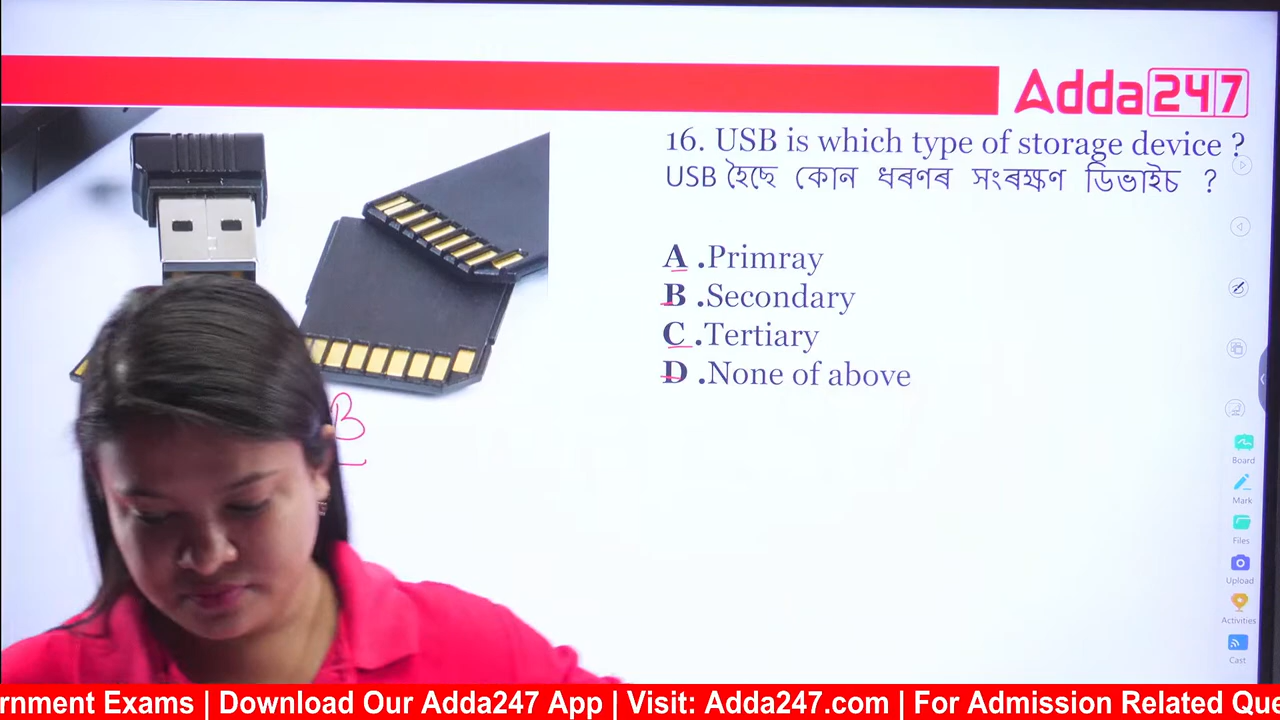 Adda247
16. USB is which type of storage device ?
USB হৈছে কোন ধৰণৰ সংৰক্ষণ ডিভাইচ ?
A .Primray
B .Secondary
C .Tertiary
D .None of above
B
Board
Mark
Files
Upload
Activities
Cast
rnment Exams | Download Our Adda247 App | Visit: Adda247.com | For Admission Related Que